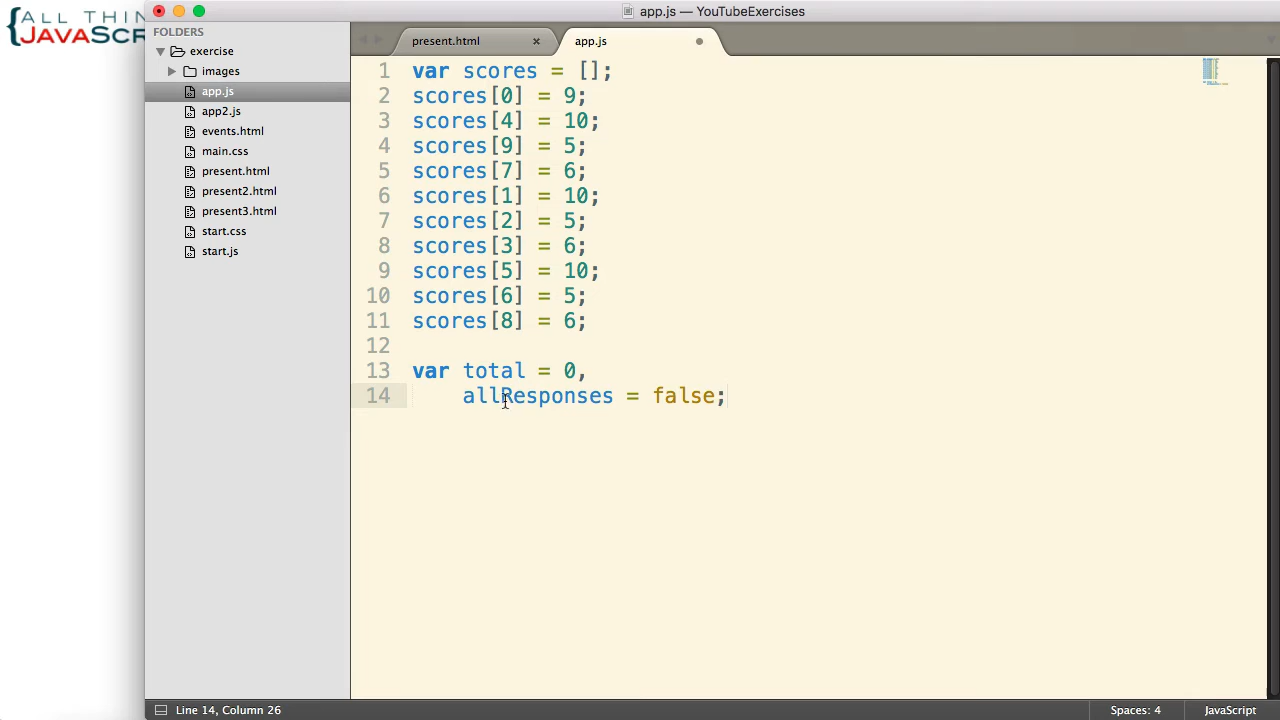 ALL THIN
JAVASCR
app.js — YouTubeExercises
FOLDERS
exercise
images
app.js
app2.js
events.html
main.css
present.html
present2.html
present3.html
start.css
start.js
present.html ×
app.js
1 var scores = [];
2 scores[0] = 9;
3 scores[4] = 10;
4 scores[9] = 5;
5 scores[7] = 6;
6 scores[1] = 10;
7 scores[2] = 5;
8 scores[3] = 6;
9 scores[5] = 10;
10 scores[6] = 5;
11 scores[8] = 6;
12
13 var total = 0,
14 allResponses = false;
Line 14, Column 26
Spaces: 4
JavaScript